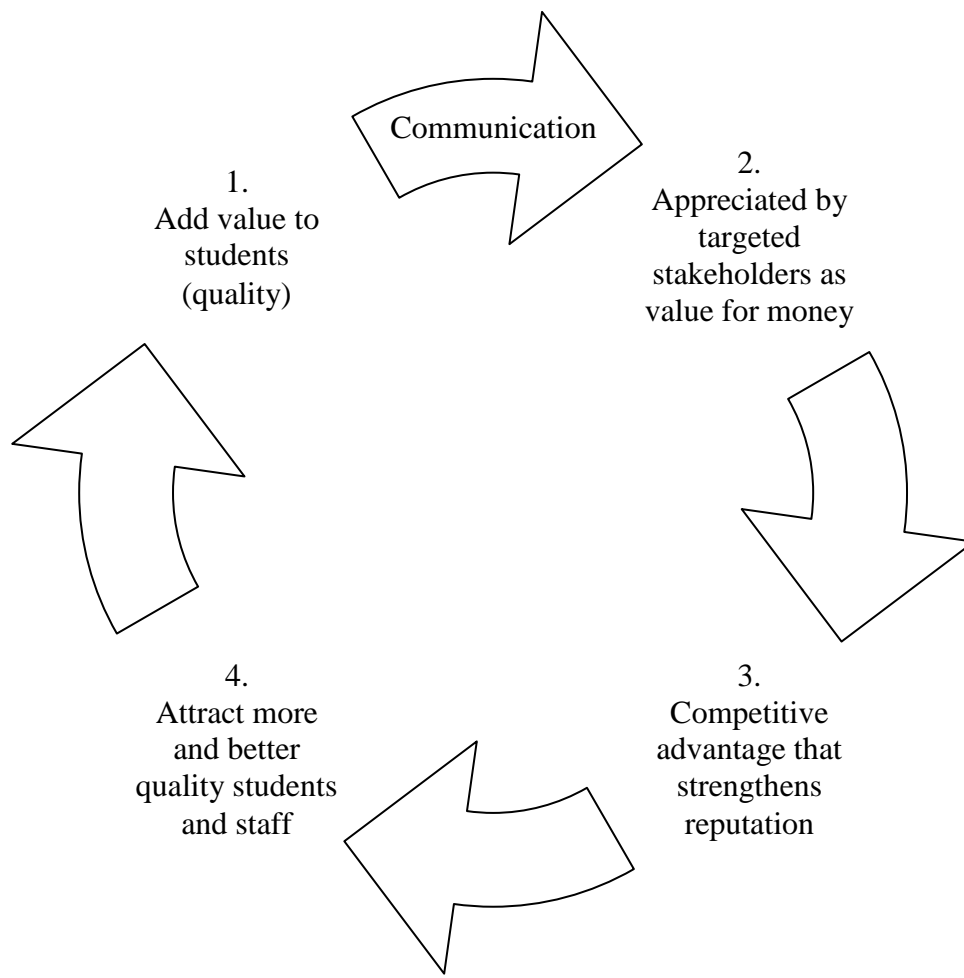 Communication
1.
Add value to
students
(quality)
2.
Appreciated by
targeted
stakeholders as
value for money
3.
Competitive
advantage that
strengthens
reputation
4.
Attract more
and better
quality students
and staff